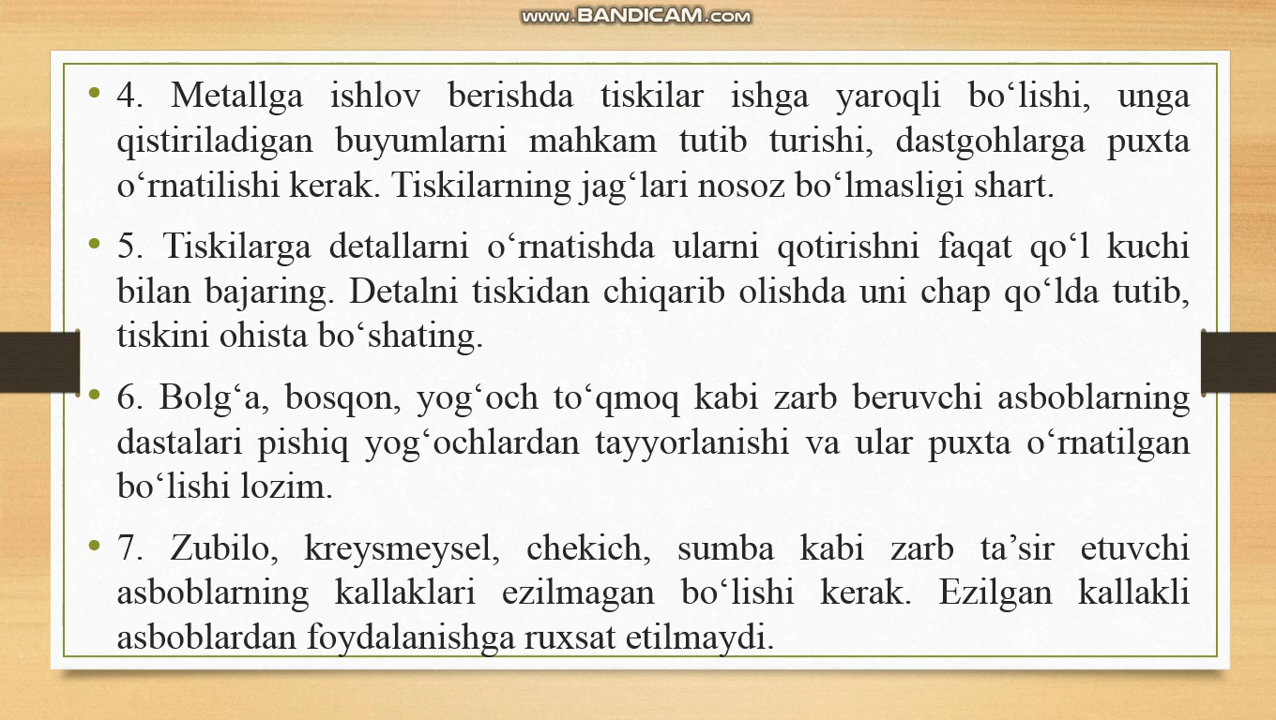 www.BANDICAM.com
• 4. Metallga ishlov berishda tiskilar ishga yaroqli bo‘lishi, unga
qistiriladigan buyumlarni mahkam tutib turishi, dastgohlarga puxta
o‘rnatilishi kerak. Tiskilarning jag‘lari nosoz bo‘lmasligi shart.
• 5. Tiskilarga detallarni o‘rnatishda ularni qotirishni faqat qo‘l kuchi
bilan bajaring. Detalni tiskidan chiqarib olishda uni chap qo‘lda tutib,
tiskini ohista bo‘shating.
• 6. Bolg‘a, bosqon, yog‘och to‘qmoq kabi zarb beruvchi asboblarning
dastalari pishiq yog‘ochlardan tayyorlanishi va ular puxta o‘rnatilgan
bo‘lishi lozim.
• 7. Zubilo, kreysmeysel, chekich, sumba kabi zarb ta’sir etuvchi
asboblarning kallaklari ezilmagan bo‘lishi kerak. Ezilgan kallakli
asboblardan foydalanishga ruxsat etilmaydi.